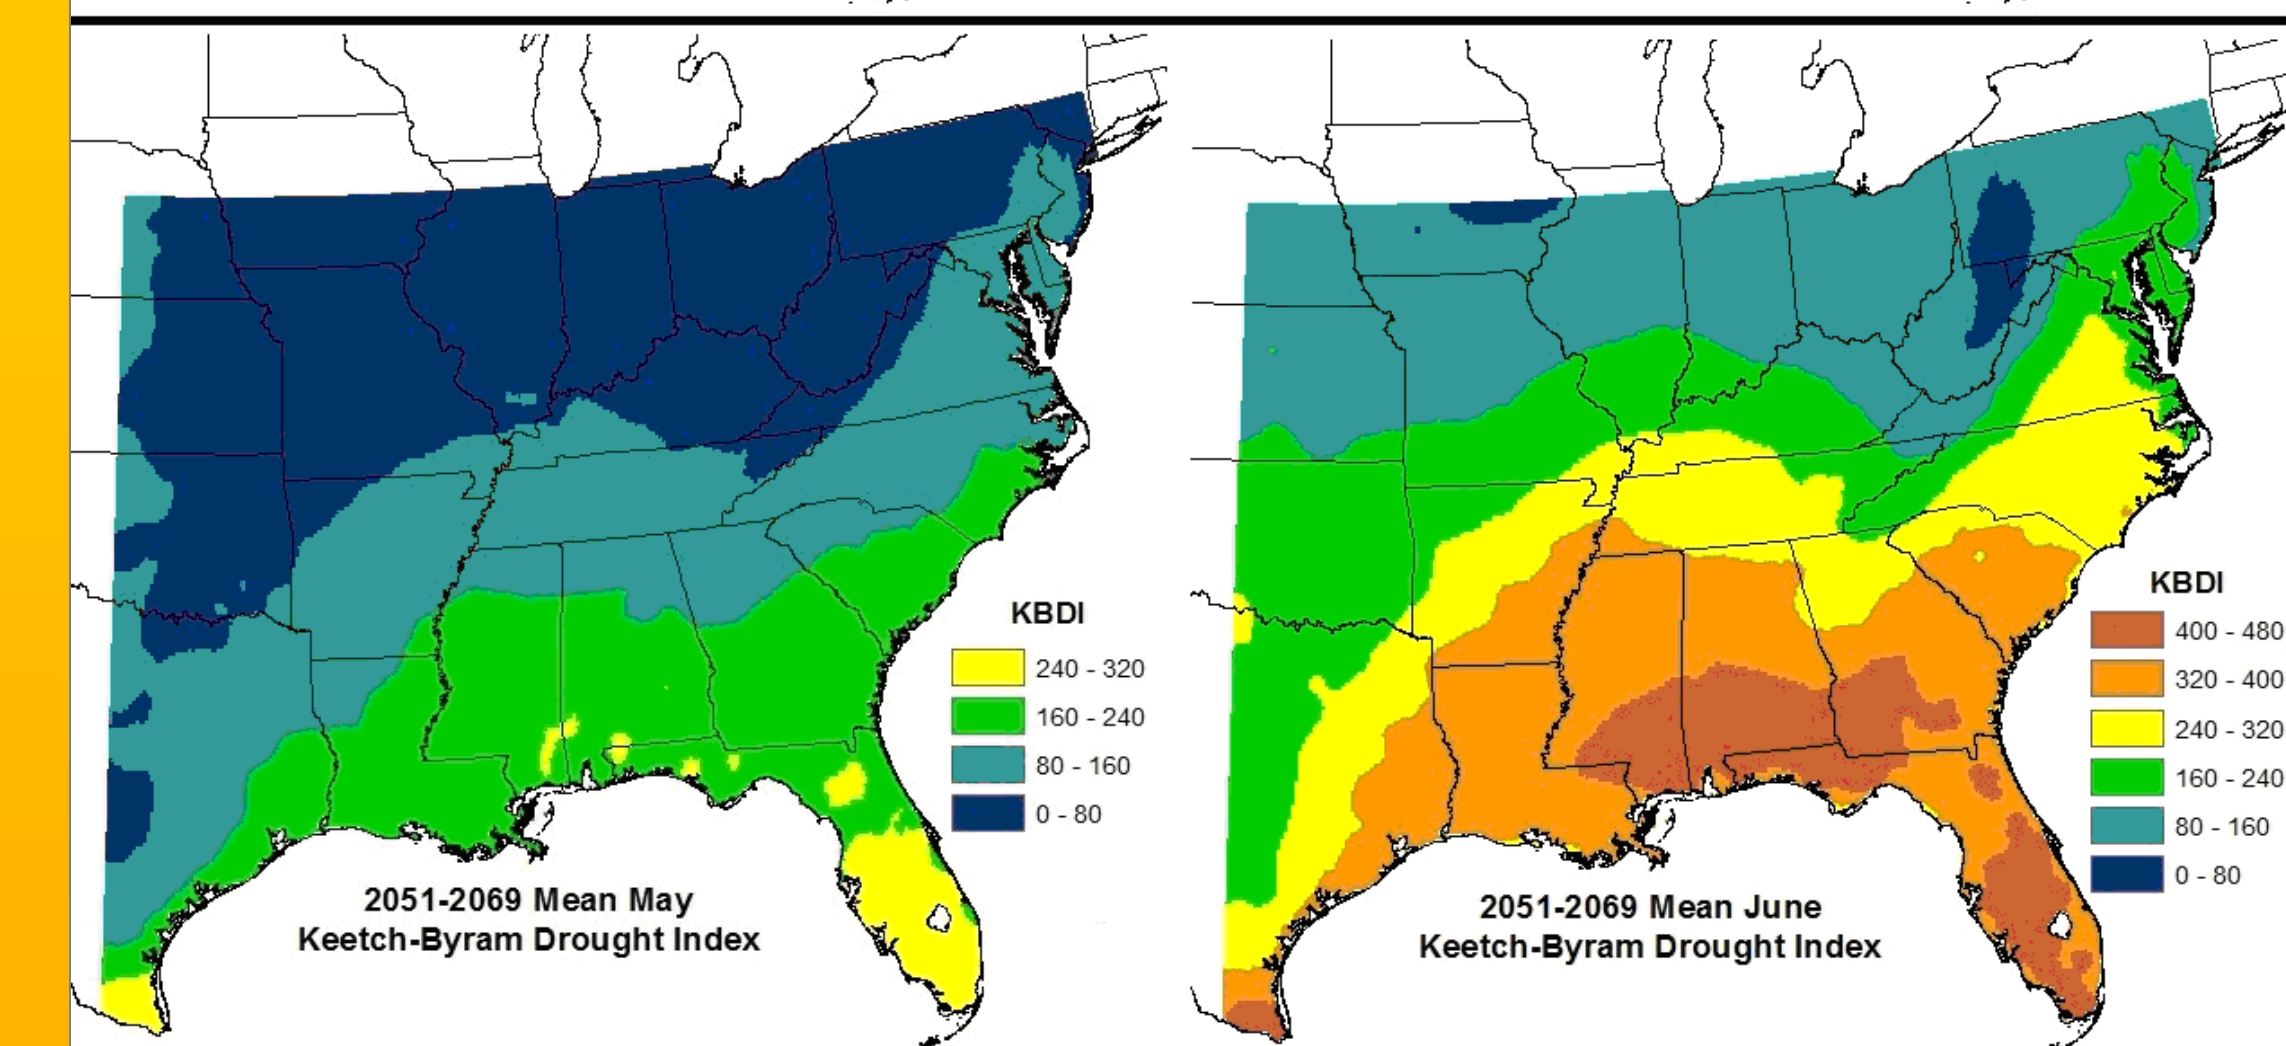 KBDI
240 - 320
160 - 240
80 - 160
0 - 80
2051-2069 Mean May
Keetch-Byram Drought Index
KBDI
400 - 480
320 - 400
240 - 320
160 - 240
80 - 160
0 - 80
2051-2069 Mean June
Keetch-Byram Drought Index